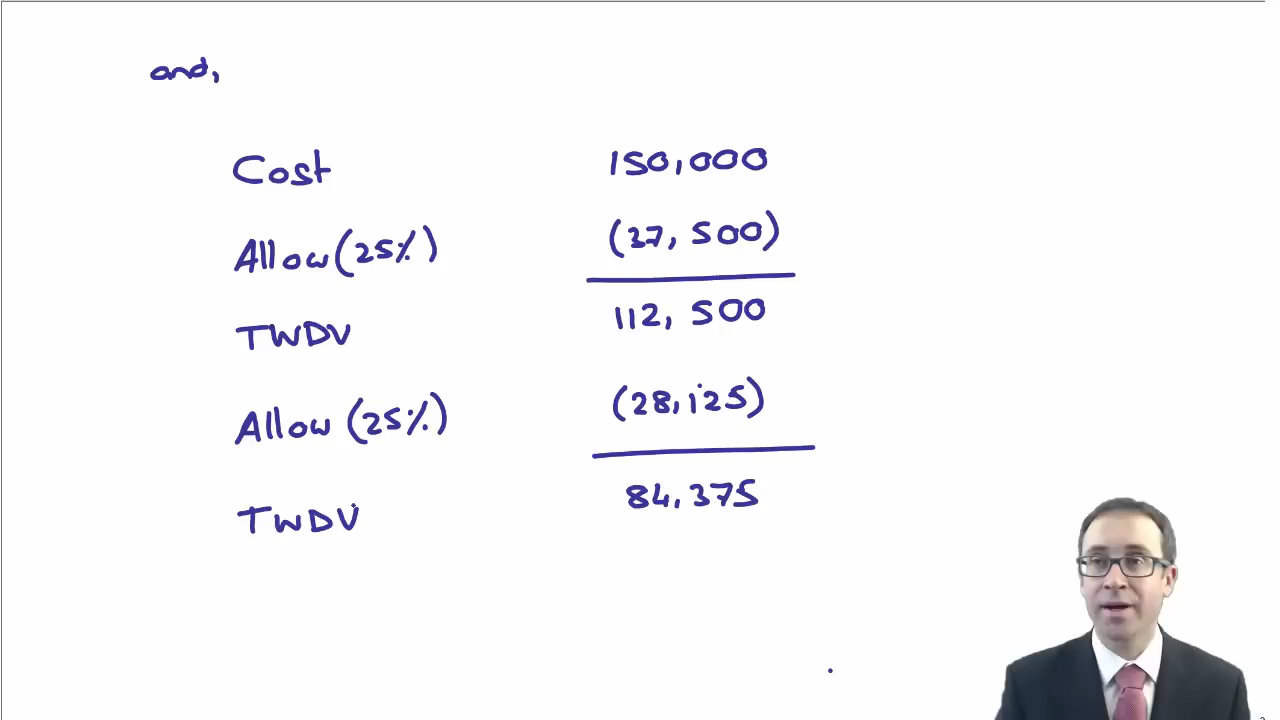 and,
Cost 150,000
Allow (25%) (37,500)
TWDV 112,500
Allow (25%) (28,125)
TWDV 84,375